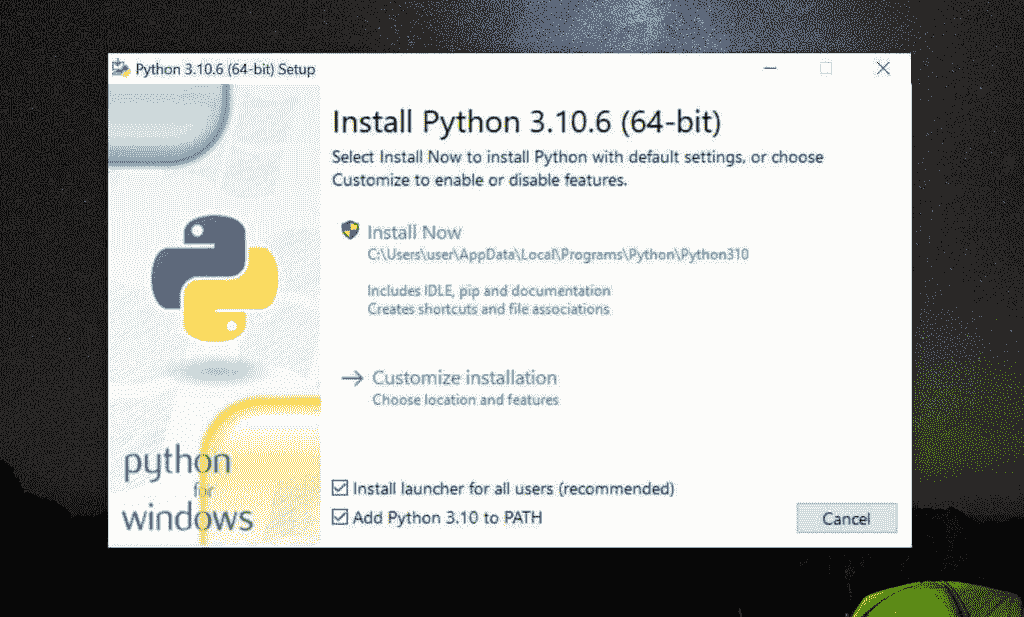 Python 3.10.6 (64-bit) Setup
Install Python 3.10.6 (64-bit)
Select Install Now to install Python with default settings, or choose
Customize to enable or disable features.
Install Now
C:\Users\user\AppData\Local\Programs\Python\Python310
Includes IDLE, pip and documentation
Creates shortcuts and file associations
Customize installation
Choose location and features
python
for
windows
Install launcher for all users (recommended)
Add Python 3.10 to PATH
Cancel